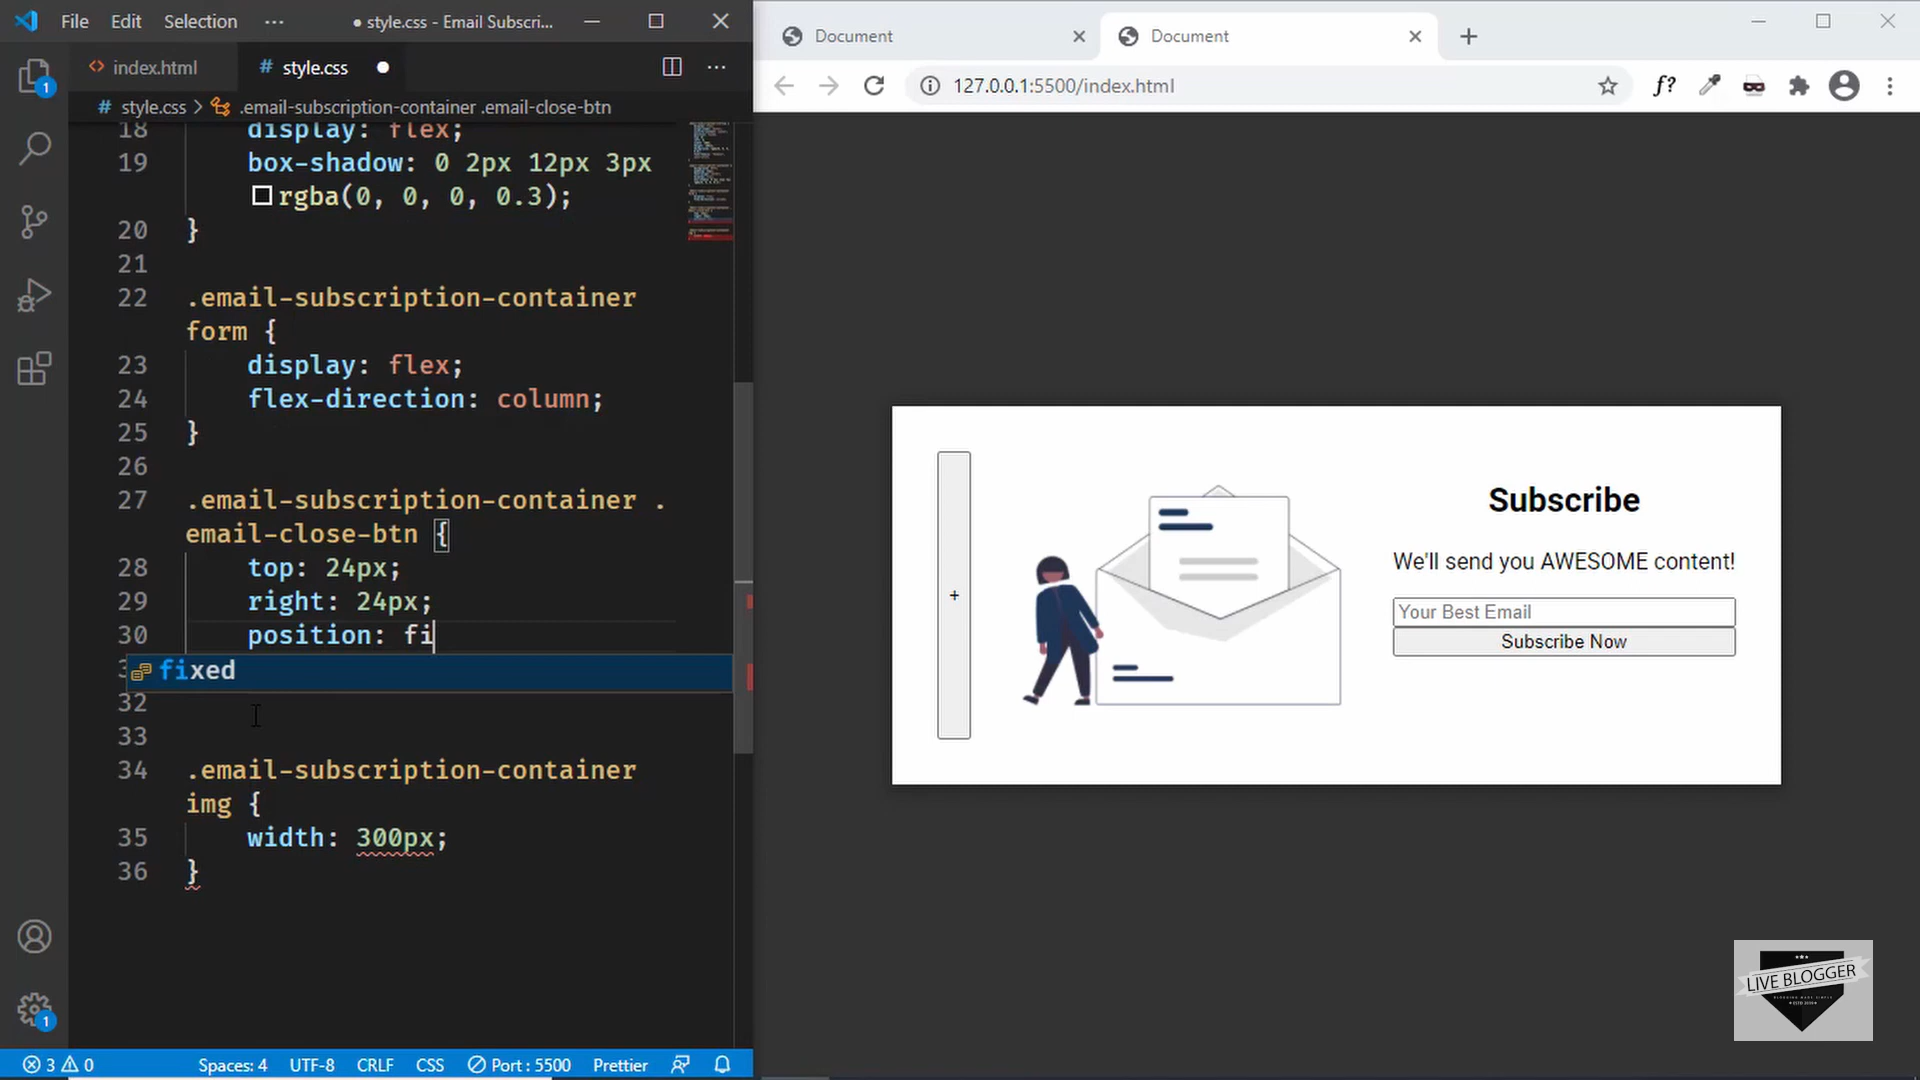 File Edit Selection ··· ● style.css - Email Subscri...
index.html # style.css
# style.css > .email-subscription-container .email-close-btn
18 display: flex;
19 box-shadow: 0 2px 12px 3px
rgba(0, 0, 0, 0.3);
20 }
21
22 .email-subscription-container
form {
23 display: flex;
24 flex-direction: column;
25 }
26
27 .email-subscription-container .
email-close-btn {
28 top: 24px;
29 right: 24px;
30 position: fi
fixed
32
33
34 .email-subscription-container
img {
35 width: 300px;
36 }
1
1
3 0 Spaces: 4 UTF-8 CRLF CSS Port : 5500 Prettier
Document Document
127.0.0.1:5500/index.html
f?
+
Subscribe
We'll send you AWESOME content!
Your Best Email
Subscribe Now
LIVE BLOGGER